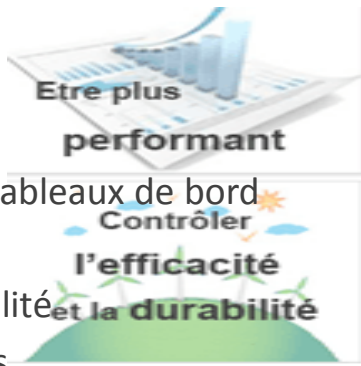 Etre plus
performant
ableaux de bord
Contrôler
l'efficacité
lité
et la durabilité
s